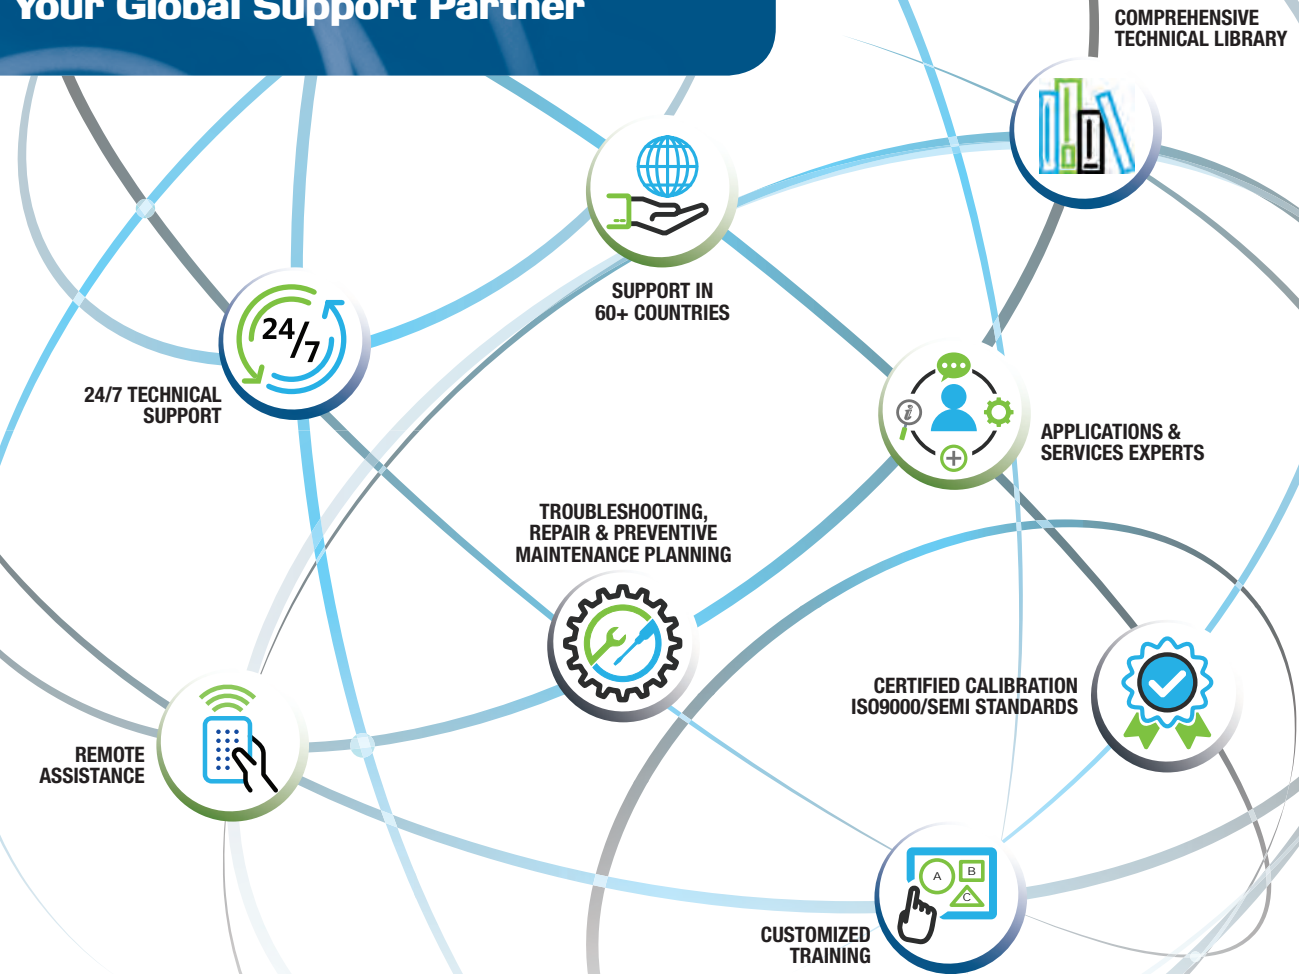 Your Global Support Partner
COMPREHENSIVE
TECHNICAL LIBRARY
SUPPORT IN
60+ COUNTRIES
24/7
24/7 TECHNICAL
SUPPORT
i
APPLICATIONS &
SERVICES EXPERTS
TROUBLESHOOTING,
REPAIR & PREVENTIVE
MAINTENANCE PLANNING
CERTIFIED CALIBRATION
ISO9000/SEMI STANDARDS
REMOTE
ASSISTANCE
A
B
C
CUSTOMIZED
TRAINING